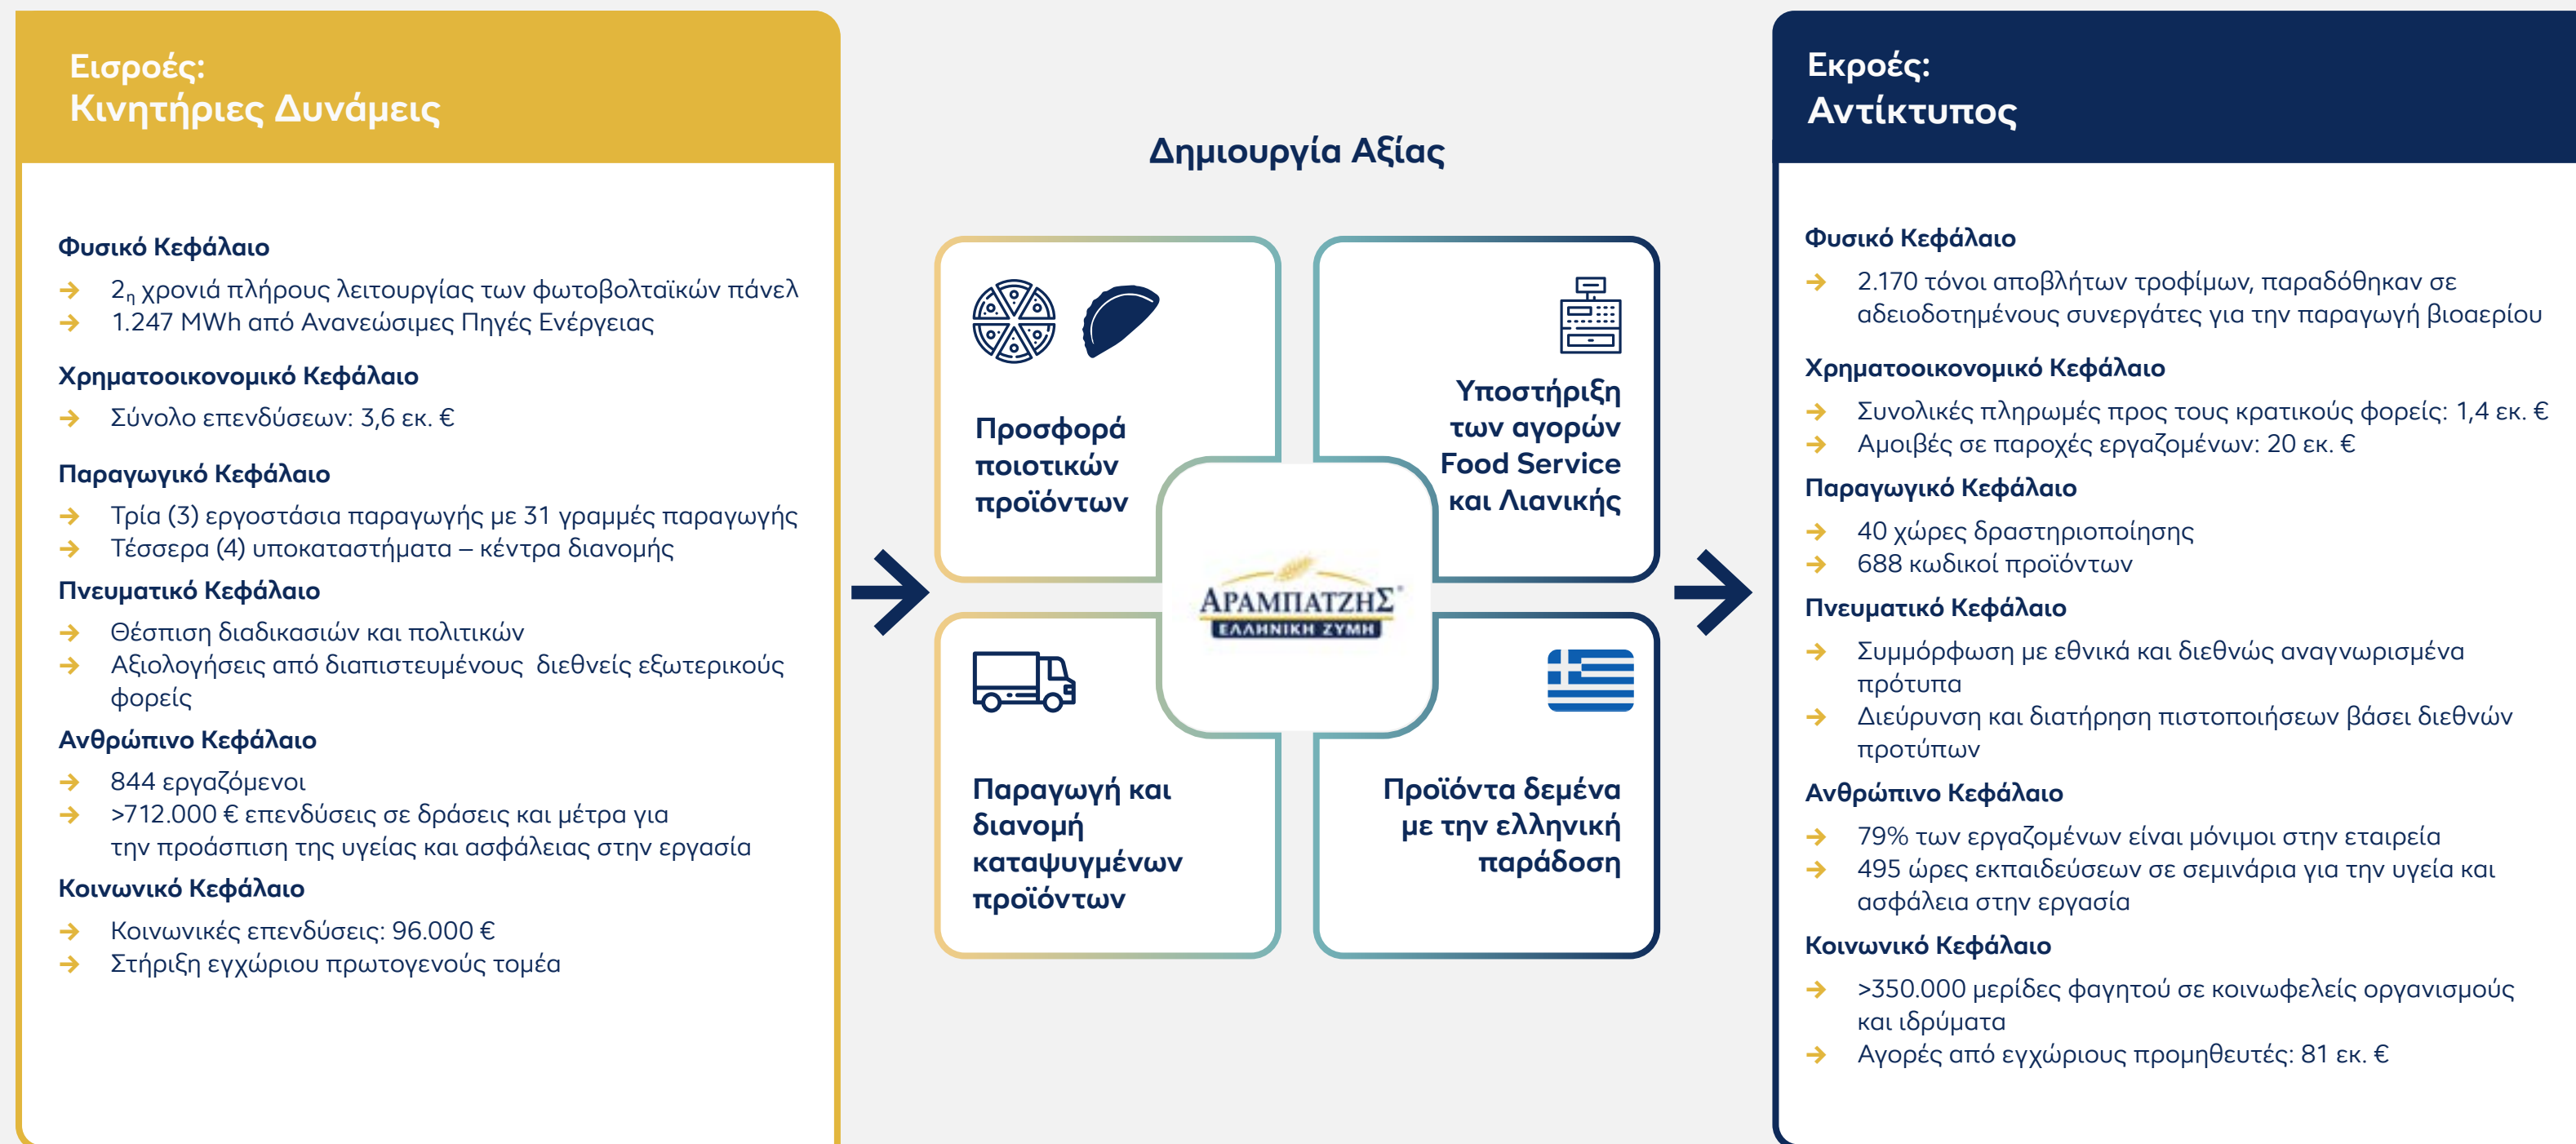 Εισροές:
Κινητήριες Δυνάμεις
Φυσικό Κεφάλαιο
→ 2η χρονιά πλήρους λειτουργίας των φωτοβολταϊκών πάνελ
→ 1.247 MWh από Ανανεώσιμες Πηγές Ενέργειας
Χρηματοοικονομικό Κεφάλαιο
→ Σύνολο επενδύσεων: 3,6 εκ. €
Παραγωγικό Κεφάλαιο
→ Τρία (3) εργοστάσια παραγωγής με 31 γραμμές παραγωγής
→ Τέσσερα (4) υποκαταστήματα – κέντρα διανομής
Πνευματικό Κεφάλαιο
→ Θέσπιση διαδικασιών και πολιτικών
→ Αξιολογήσεις από διαπιστευμένους διεθνείς εξωτερικούς
φορείς
Ανθρώπινο Κεφάλαιο
→ 844 εργαζόμενοι
→ >712.000 € επενδύσεις σε δράσεις και μέτρα για
την προάσπιση της υγείας και ασφάλειας στην εργασία
Κοινωνικό Κεφάλαιο
→ Κοινωνικές επενδύσεις: 96.000 €
→ Στήριξη εγχώριου πρωτογενούς τομέα
Δημιουργία Αξίας
Προσφορά
ποιοτικών
προϊόντων
Υποστήριξη
των αγορών
Food Service
και Λιανικής
ΑΡΑΜΠΑΤΖΗΣ®
ΕΛΛΗΝΙΚΗ ΖΥΜΗ
Παραγωγή και
διανομή
καταψυγμένων
προϊόντων
Προϊόντα δεμένα
με την ελληνική
παράδοση
Εκροές:
Αντίκτυπος
Φυσικό Κεφάλαιο
→ 2.170 τόνοι αποβλήτων τροφίμων, παραδόθηκαν σε
αδειοδοτημένους συνεργάτες για την παραγωγή βιοαερίου
Χρηματοοικονομικό Κεφάλαιο
→ Συνολικές πληρωμές προς τους κρατικούς φορείς: 1,4 εκ. €
→ Αμοιβές σε παροχές εργαζομένων: 20 εκ. €
Παραγωγικό Κεφάλαιο
→ 40 χώρες δραστηριοποίησης
→ 688 κωδικοί προϊόντων
Πνευματικό Κεφάλαιο
→ Συμμόρφωση με εθνικά και διεθνώς αναγνωρισμένα
πρότυπα
→ Διεύρυνση και διατήρηση πιστοποιήσεων βάσει διεθνών
προτύπων
Ανθρώπινο Κεφάλαιο
→ 79% των εργαζομένων είναι μόνιμοι στην εταιρεία
→ 495 ώρες εκπαιδεύσεων σε σεμινάρια για την υγεία και
ασφάλεια στην εργασία
Κοινωνικό Κεφάλαιο
→ >350.000 μερίδες φαγητού σε κοινωφελείς οργανισμούς
και ιδρύματα
→ Αγορές από εγχώριους προμηθευτές: 81 εκ. €